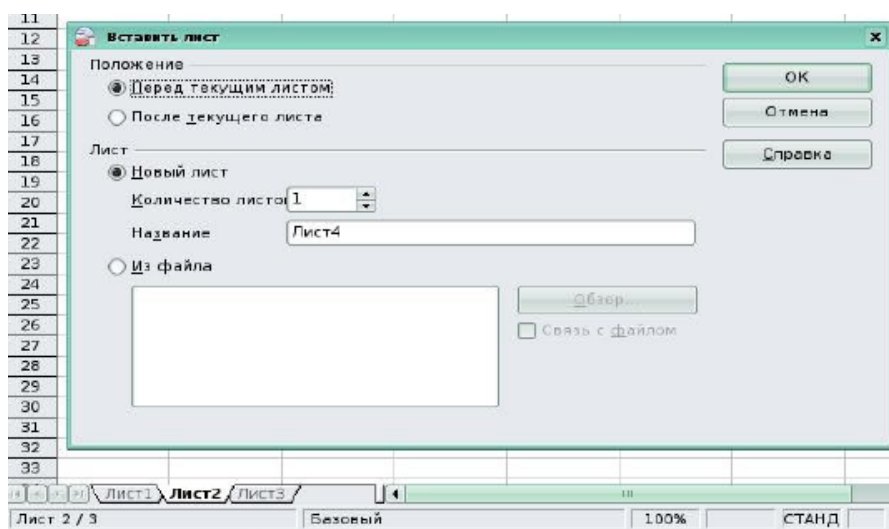 11
12
Вставить лист
13
Положение
14
Перед текущим листом
ОК
15
16
После текущего листа
Отмена
17
Лист
18
Новый лист
Справка
19
20
Количество листо
1
21
Название
Лист4
22
23
Из файла
24
25
Обзор...
26
Связь с файлом
27
28
29
30
31
32
33
Лист1
Лист2
Лист3
Лист 2 / 3
Базовый
100%
СТАНД